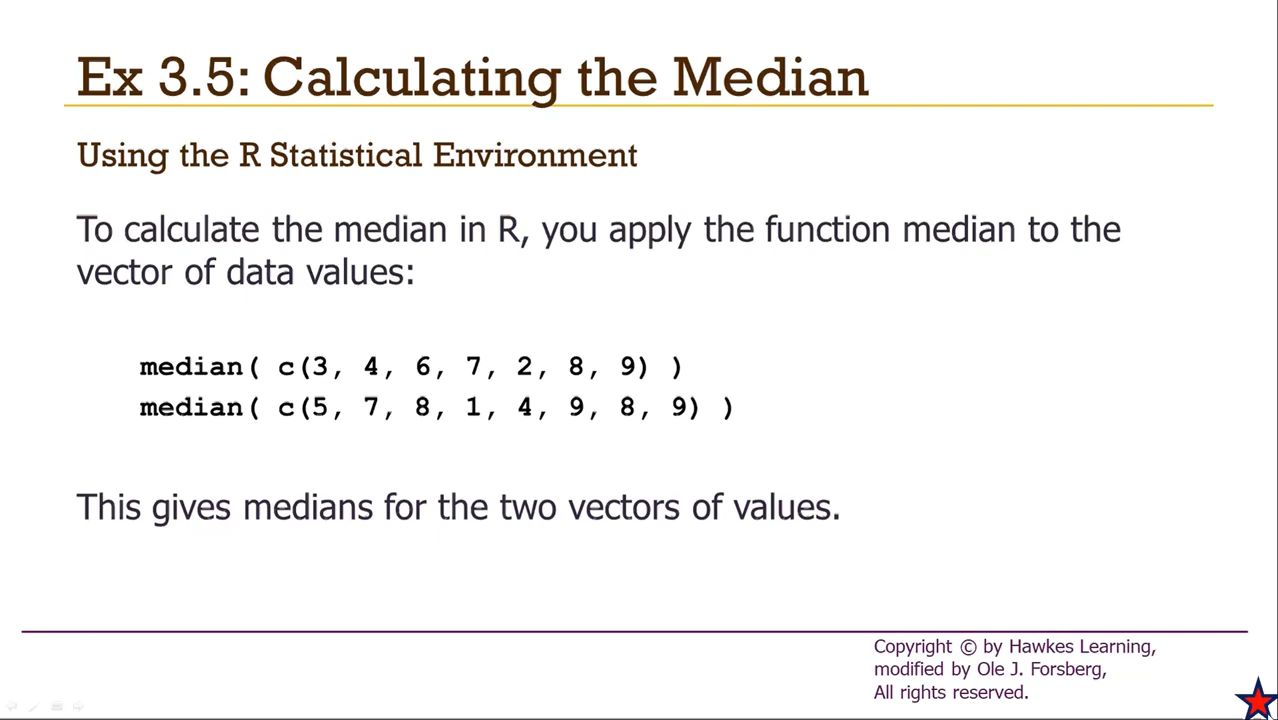 Ex 3.5: Calculating the Median
Using the R Statistical Environment
To calculate the median in R, you apply the function median to the
vector of data values:
median( c(3, 4, 6, 7, 2, 8, 9) )
median( c(5, 7, 8, 1, 4, 9, 8, 9) )
This gives medians for the two vectors of values.
Copyright © by Hawkes Learning,
modified by Ole J. Forsberg,
All rights reserved.